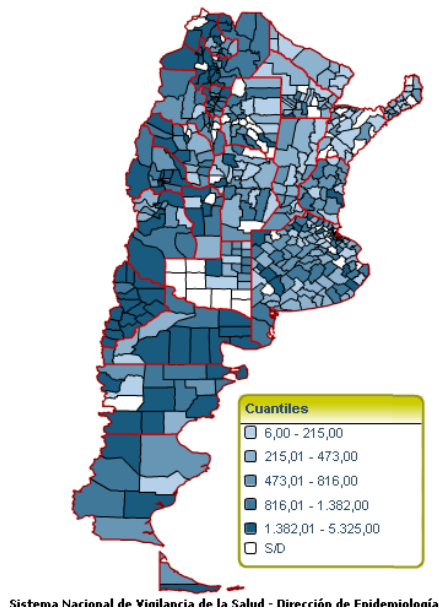 Cuantiles
6,00 - 215,00
215,01 - 473,00
473,01 - 816,00
816,01 - 1.382,00
1.382,01 - 5.325,00
S/D
Sistema Nacional de Vigilancia de la Salud - Dirección de Epidemiología